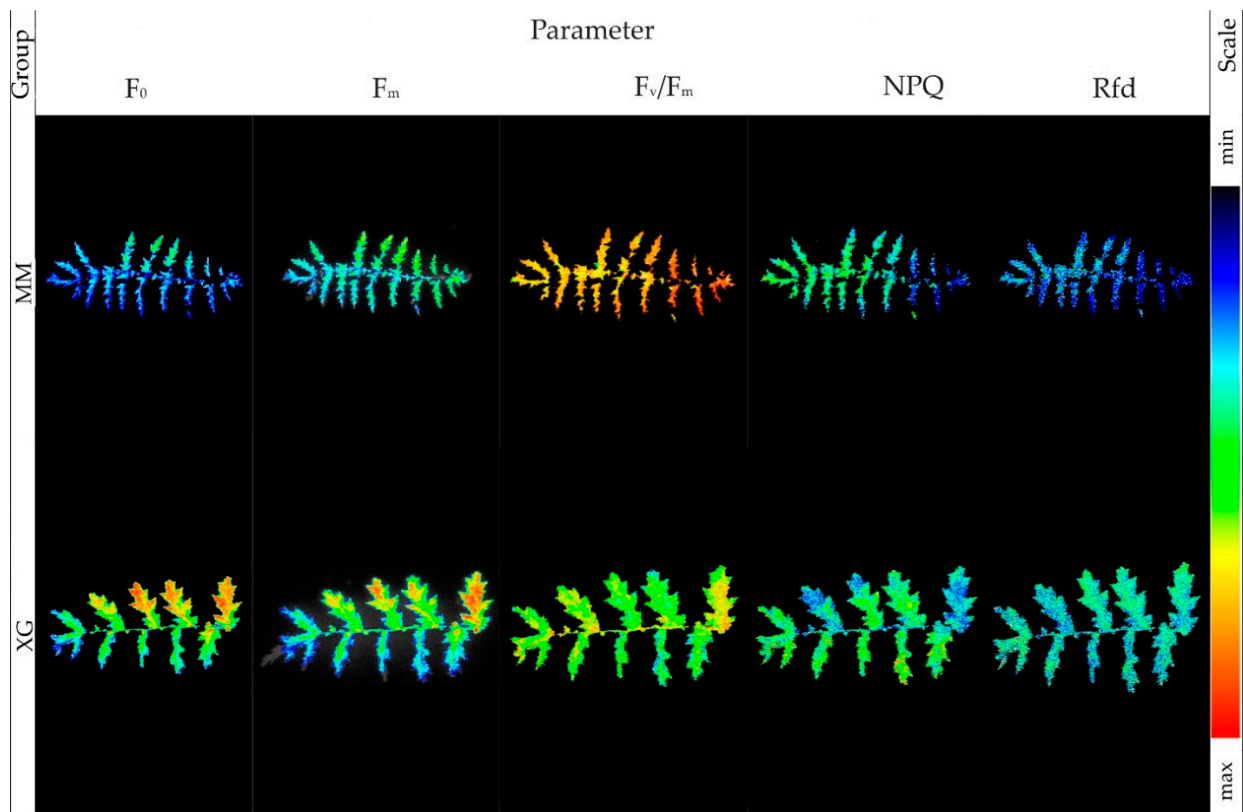 Group
Parameter
Scale
F₀
Fₘ
Fᵥ/Fₘ
NPQ
Rfd
min
MM
XG
max